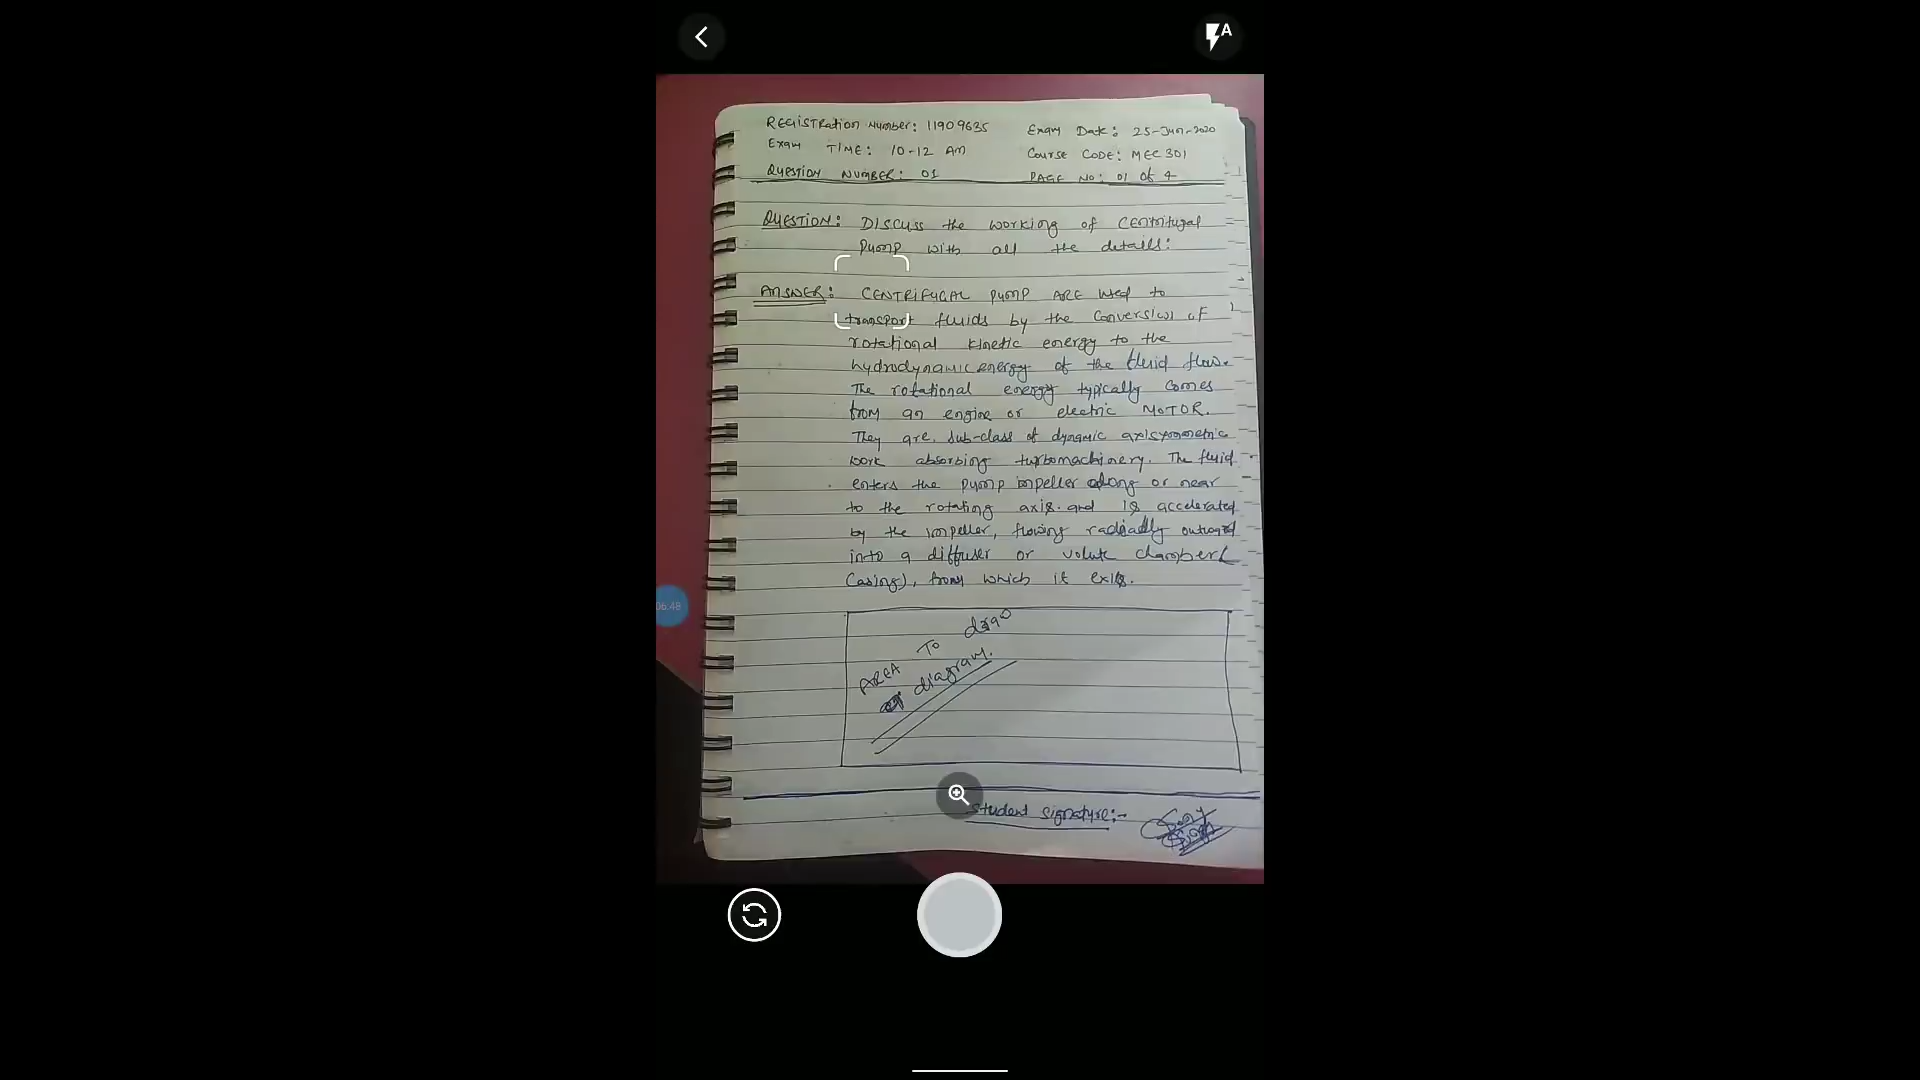 A
REGISTRATION NUMBER: 11909635 Exam Date: 25-Jun-2020
Exam TIME: 10-12 AM Course CODE: MEC301
QUESTION NUMBER: 01 PAGE NO: 01 of 4
QUESTION: DISCUSS the working of Centrifugal
Pump with all the details:
ANSWER: CENTRIFUGAL PUMP ARE used to
transport fluids by the conversion of
rotational kinetic energy to the
hydrodynamic energy of the fluid flow.
The rotational energy typically comes
from an engine or electric MOTOR.
They are sub-class of dynamic axisymmetric
work absorbing turbomachinery. The fluid
enters the pump impeller along or near
to the rotating axis and is accelerated
by the impeller, flowing radially outward
into a diffuser or volute chamber(
casing), from which it exits.
AREA TO draw
diagram.
06:48
Student Signature:-